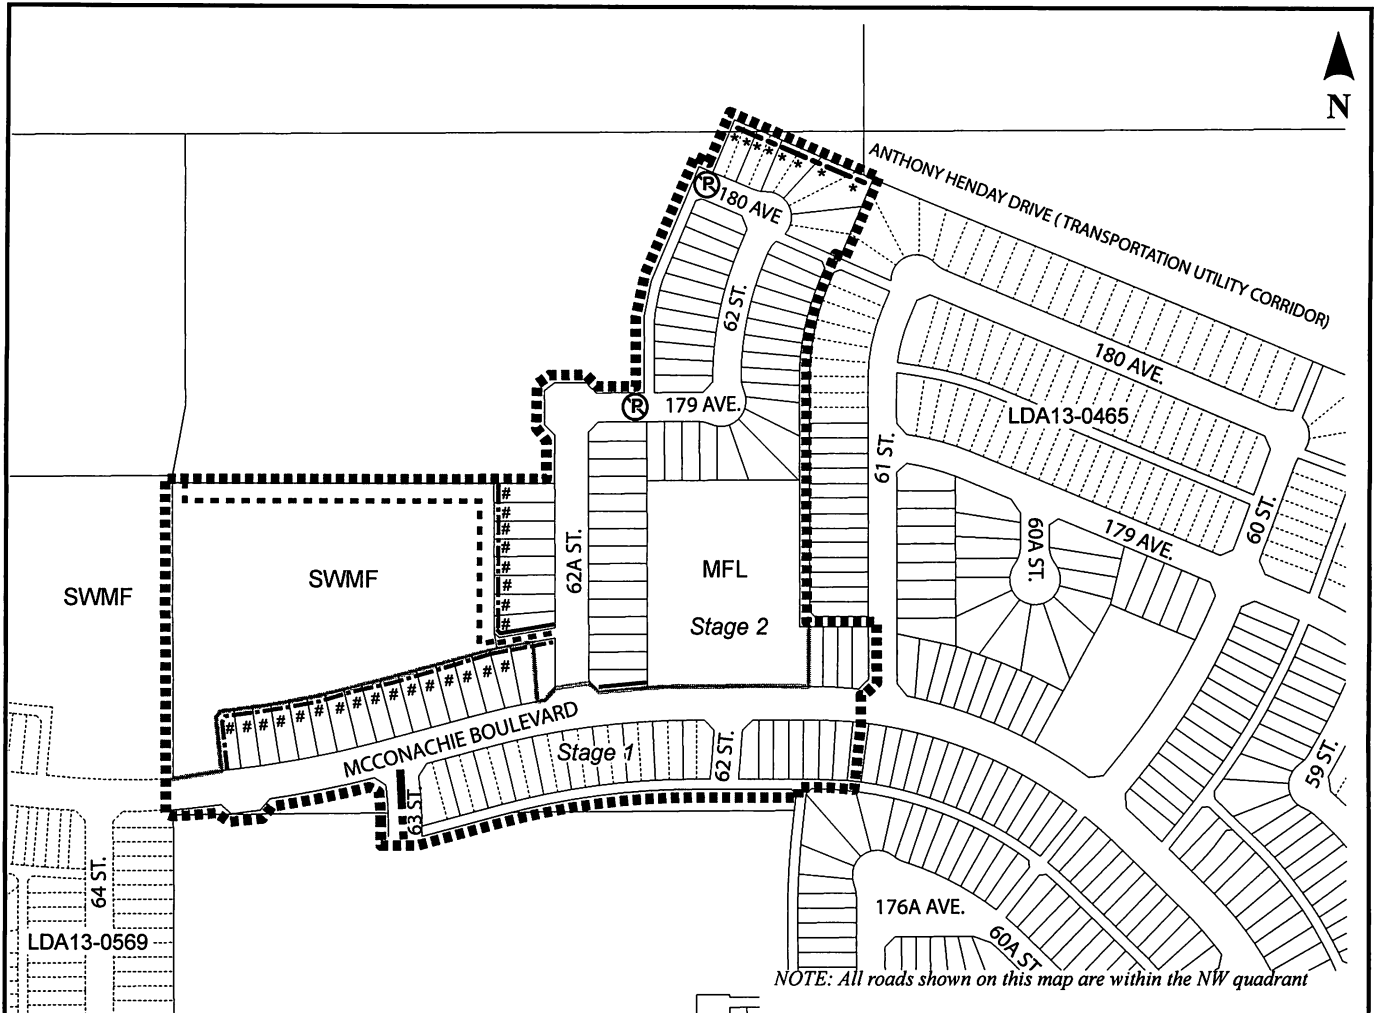 N
ANTHONY HENDAY DRIVE (TRANSPORTATION UTILITY CORRIDOR)
* * * * * * * *
P
180 AVE
62 ST.
180 AVE.
P
179 AVE.
LDA13-0465
61 ST.
#
#
#
#
#
#
#
#
62A ST.
60A ST.
179 AVE.
60 ST.
SWMF
SWMF
MFL
Stage 2
# # # # # # # # # # # # # # #
MCCONACHIE BOULEVARD
Stage 1
62 ST.
59 ST.
63 ST.
64 ST.
176A AVE.
LDA13-0569
60A ST
NOTE: All roads shown on this map are within the NW quadrant